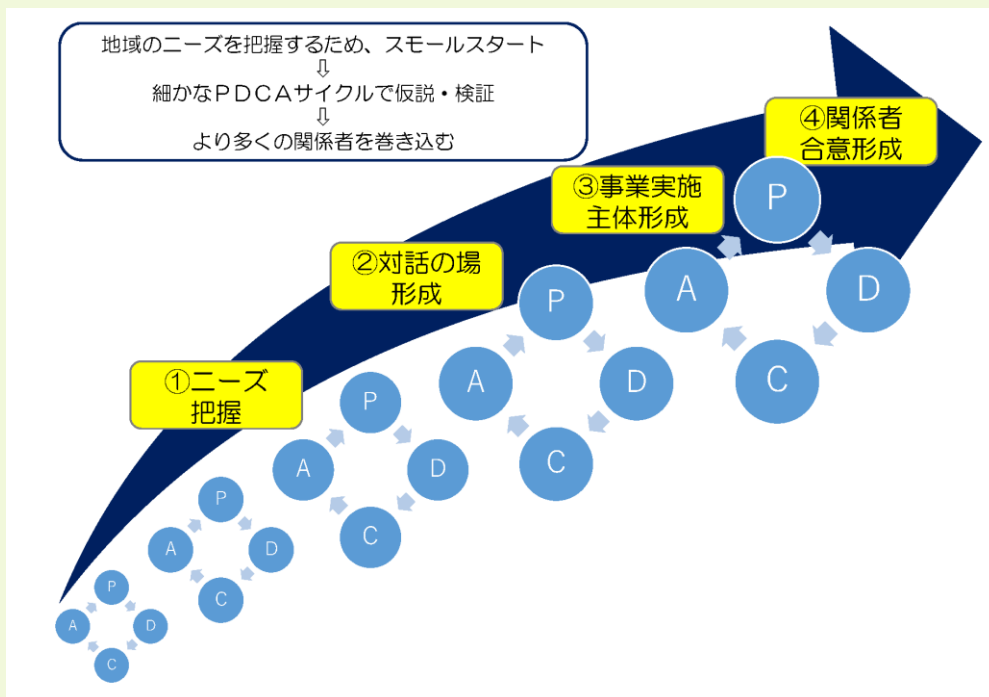 地域のニーズを把握するため、スモールスタート
⇩
細かなPDCAサイクルで仮説・検証
⇩
より多くの関係者を巻き込む
①ニーズ
把握
②対話の場
形成
③事業実施
主体形成
④関係者
合意形成
P
D
C
A
P
D
C
A
P
D
C
A
P
D
C
A
P
D
C
A